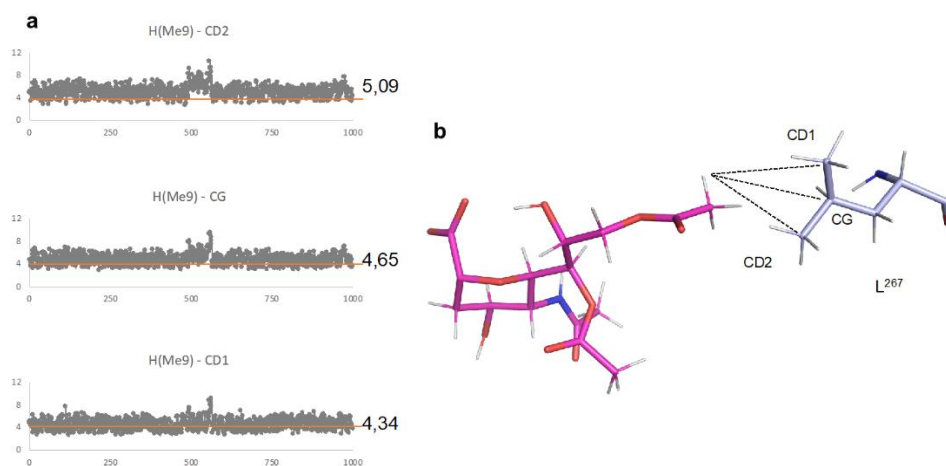 a
H(Me9) - CD2
12
8
4
0
0 250 500 750 1000
5,09
H(Me9) - CG
12
8
4
0
0 250 500 750 1000
4,65
H(Me9) - CD1
12
8
4
0
0 250 500 750 1000
4,34
b
CD1
CG
CD2
L²⁶⁷